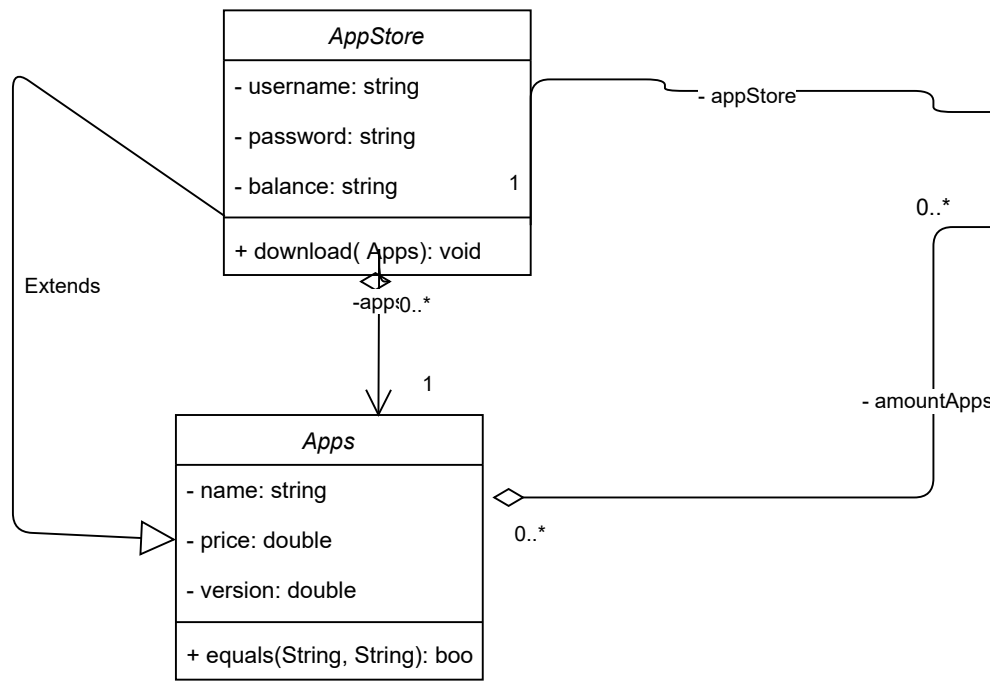 AppStore
- username: string
- password: string
- balance: string
1
+ download( Apps): void
- appStore
0..*
Extends
-apps
0..*
1
- amountApps
Apps
- name: string
- price: double
- version: double
0..*
+ equals(String, String): boo